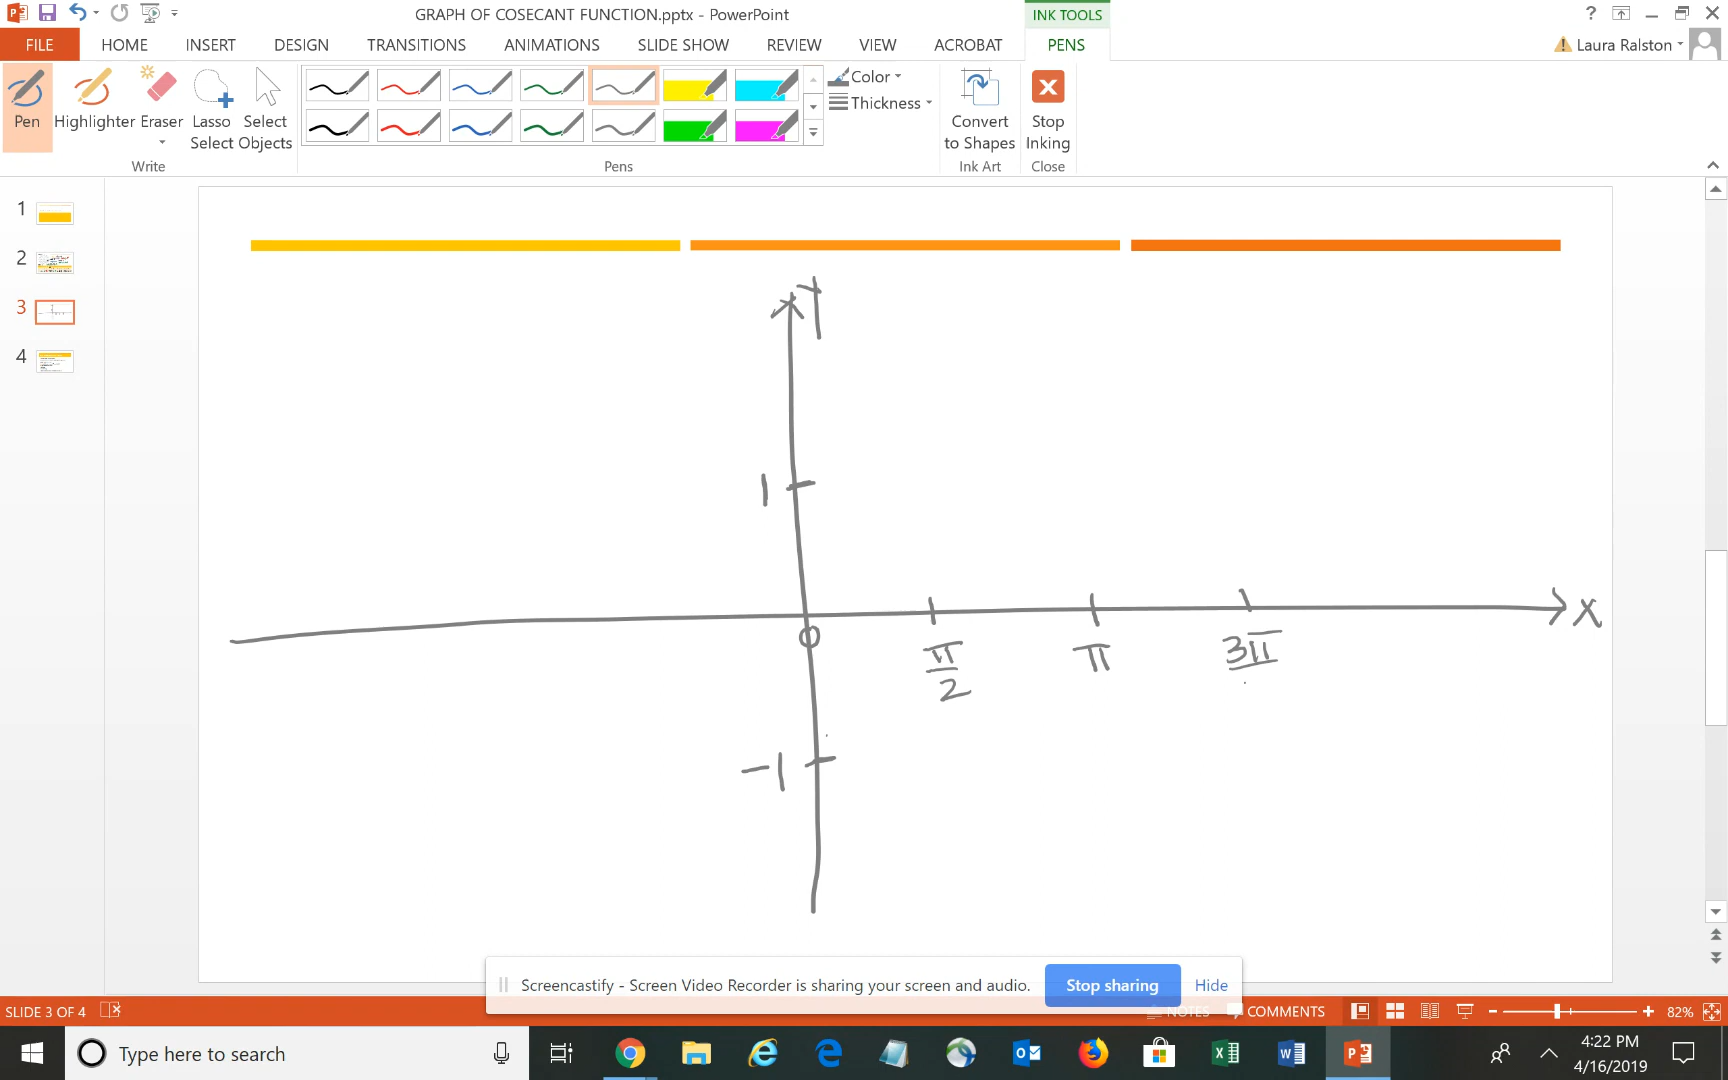 GRAPH OF COSECANT FUNCTION.pptx - PowerPoint
INK TOOLS
?
FILE HOME INSERT DESIGN TRANSITIONS ANIMATIONS SLIDE SHOW REVIEW VIEW ACROBAT PENS
Laura Ralston
Pen Highlighter Eraser Lasso Select Select Objects
Color
Thickness
Convert to Shapes
Stop Inking
Write Pens Ink Art Close
1
2
3
4
Y
1
X
0
π/2 π 3π
-1
Screencastify - Screen Video Recorder is sharing your screen and audio. Stop sharing Hide
SLIDE 3 OF 4 NOTES COMMENTS 82%
Type here to search
4:22 PM
4/16/2019